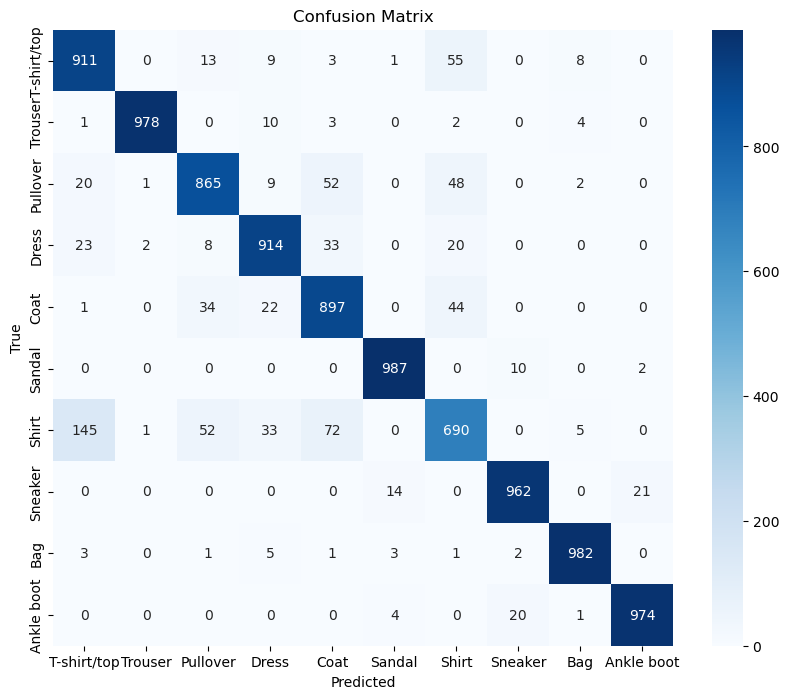 Confusion Matrix
T-shirt/top 911 0 13 9 3 1 55 0 8 0
Trouser 1 978 0 10 3 0 2 0 4 0
Pullover 20 1 865 9 52 0 48 0 2 0
Dress 23 2 8 914 33 20 0 0 0
Coat 1 0 34 22 897 0 44 0 0 0
Sandal 0 0 0 0 0 987 0 10 0 2
Shirt 145 1 52 33 72 0 690 0 5 0
Sneaker 0 0 0 0 0 14 0 962 0 21
Bag 3 0 1 5 1 3 1 2 982 0
Ankle boot 0 0 0 0 0 4 0 20 1 974
T-shirt/top Trouser Pullover Dress Coat Sandal Shirt Sneaker Bag Ankle boot
Predicted
True
800
600
400
200
0